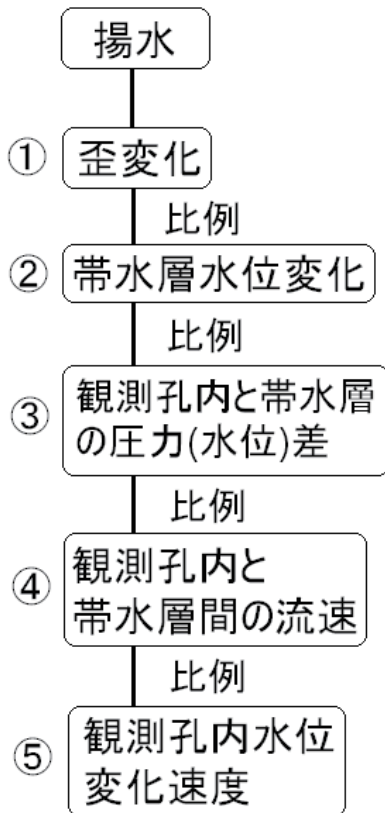 揚水
① 歪変化
比例
② 帯水層水位変化
比例
③ 観測孔内と帯水層
の圧力(水位)差
比例
④ 観測孔内と
帯水層間の流速
比例
⑤ 観測孔内水位
変化速度